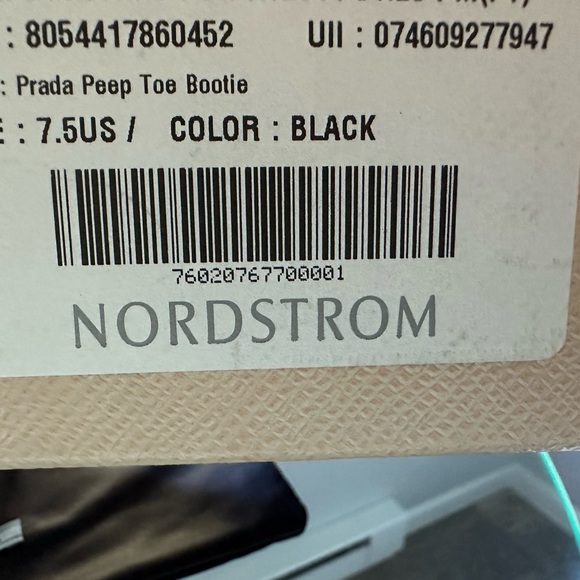 : 8054417860452 UII : 074609277947
: Prada Peep Toe Bootie
E : 7.5US / COLOR : BLACK
76020767700001
NORDSTROM